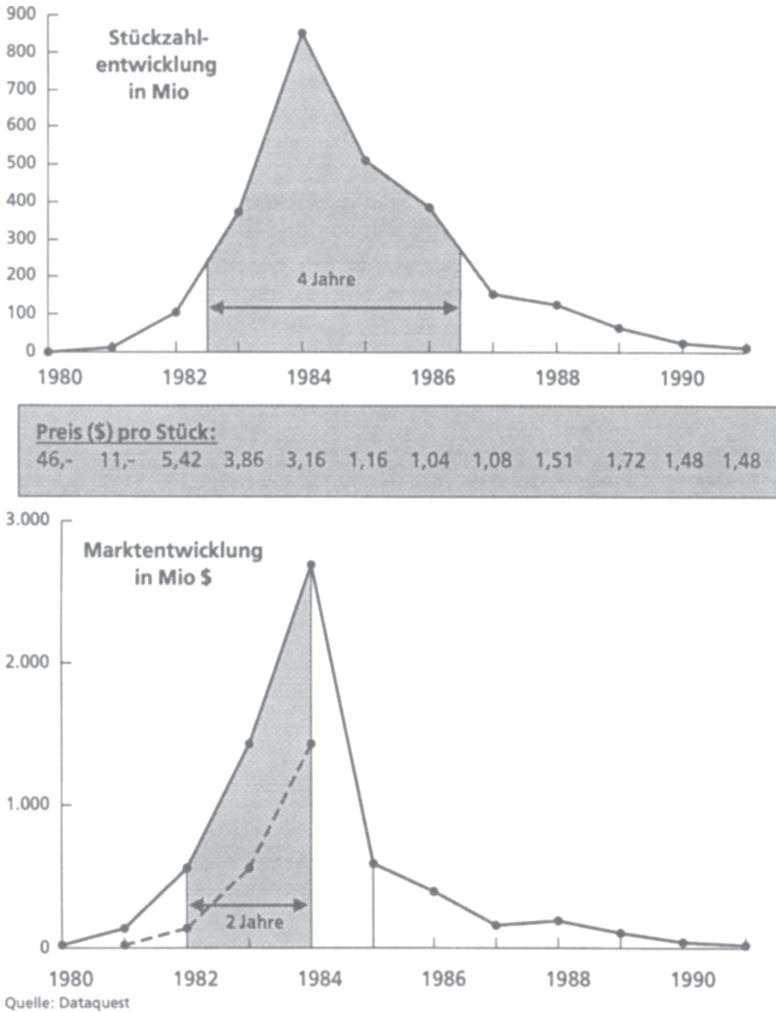 900
Stückzahl-
800
entwicklung
700
in Mio
600
500
400
300
4 Jahre
200
100
0
1980 1982 1984 1986 1988 1990
Preis ($) pro Stück:
46,- 11,- 5,42 3,86 3,16 1,16 1,04 1,08 1,51 1,72 1,48 1,48
3.000
Marktentwicklung
in Mio $
2.000
1.000
2 Jahre
0
1980 1982 1984 1986 1988 1990
Quelle: Dataquest